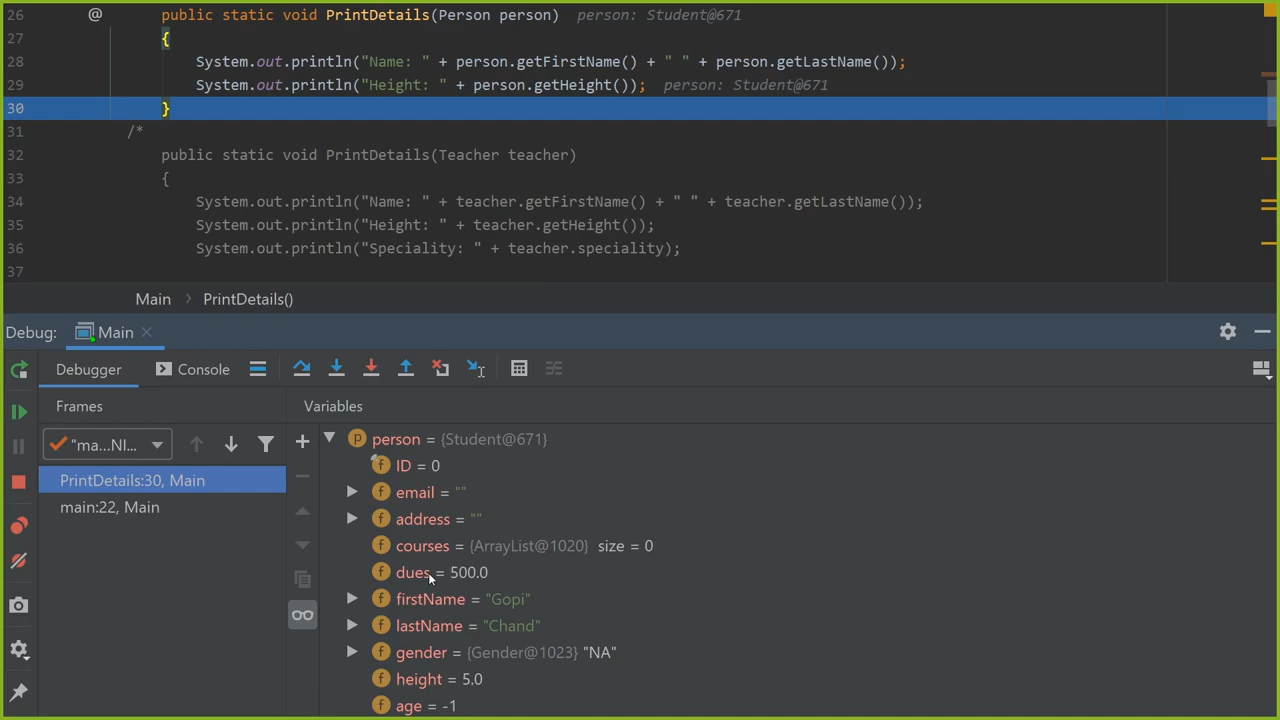 26 @ public static void PrintDetails(Person person) person: Student@671
27 {
28 System.out.println("Name: " + person.getFirstName() + " " + person.getLastName());
29 System.out.println("Height: " + person.getHeight()); person: Student@671
30 }
31 /*
32 public static void PrintDetails(Teacher teacher)
33 {
34 System.out.println("Name: " + teacher.getFirstName() + " " + teacher.getLastName());
35 System.out.println("Height: " + teacher.getHeight());
36 System.out.println("Speciality: " + teacher.speciality);
37
Main > PrintDetails()
Debug: Main
Debugger Console
Frames Variables
"ma...NI...
person = {Student@671}
ID = 0
PrintDetails:30, Main
email = ""
main:22, Main
address = ""
courses = {ArrayList@1020} size = 0
dues = 500.0
firstName = "Gopi"
lastName = "Chand"
gender = {Gender@1023} "NA"
height = 5.0
age = -1